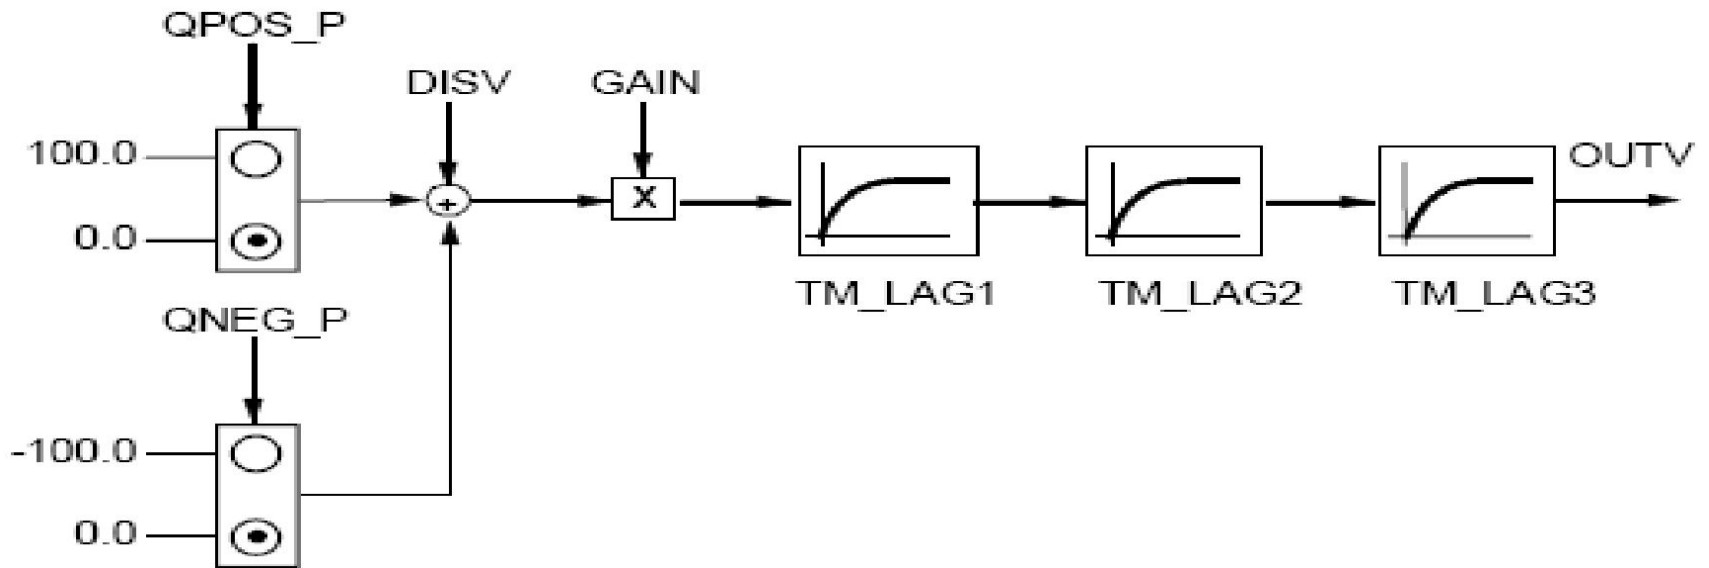 QPOS_P
DISV
GAIN
100.0
OUTV
+
X
0.0
TM_LAG1
TM_LAG2
TM_LAG3
QNEG_P
-100.0
0.0